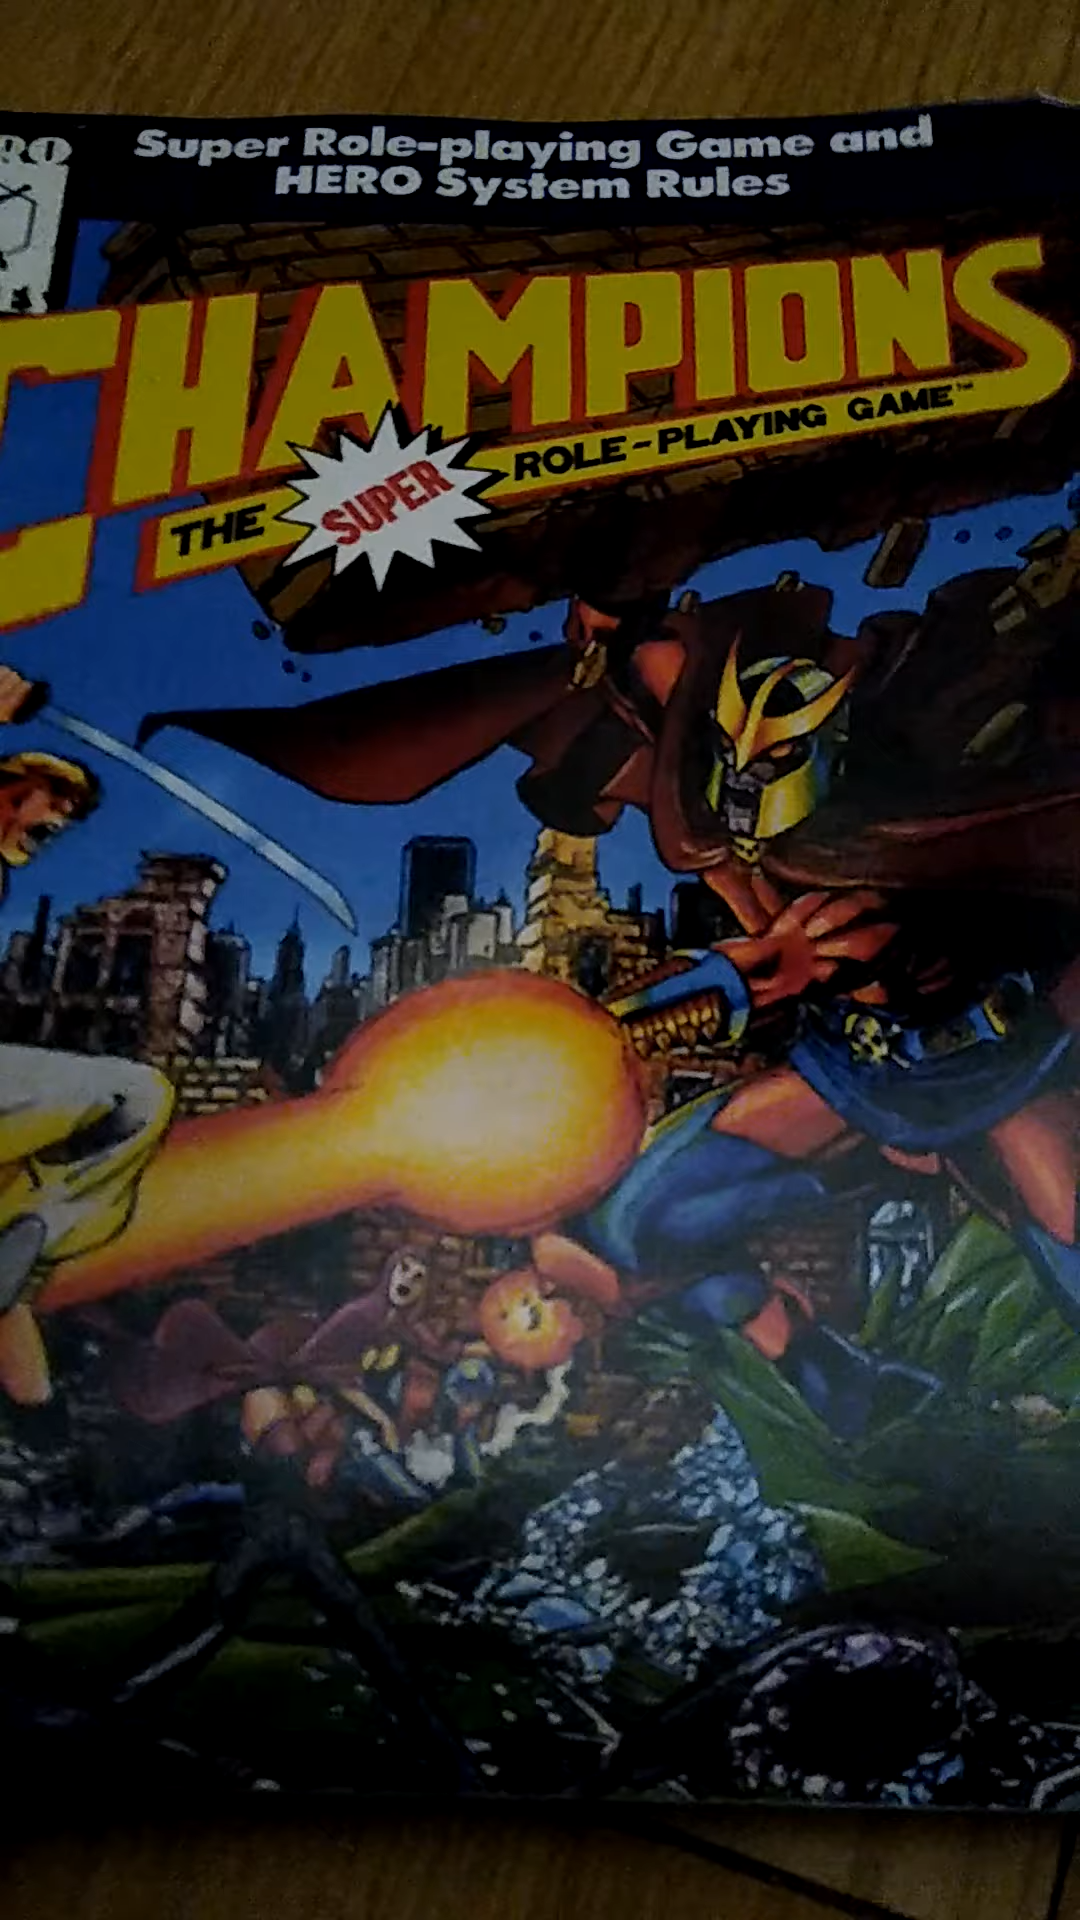 Super Role-playing Game and
HERO System Rules
CHAMPIONS
THE SUPER ROLE-PLAYING GAME™